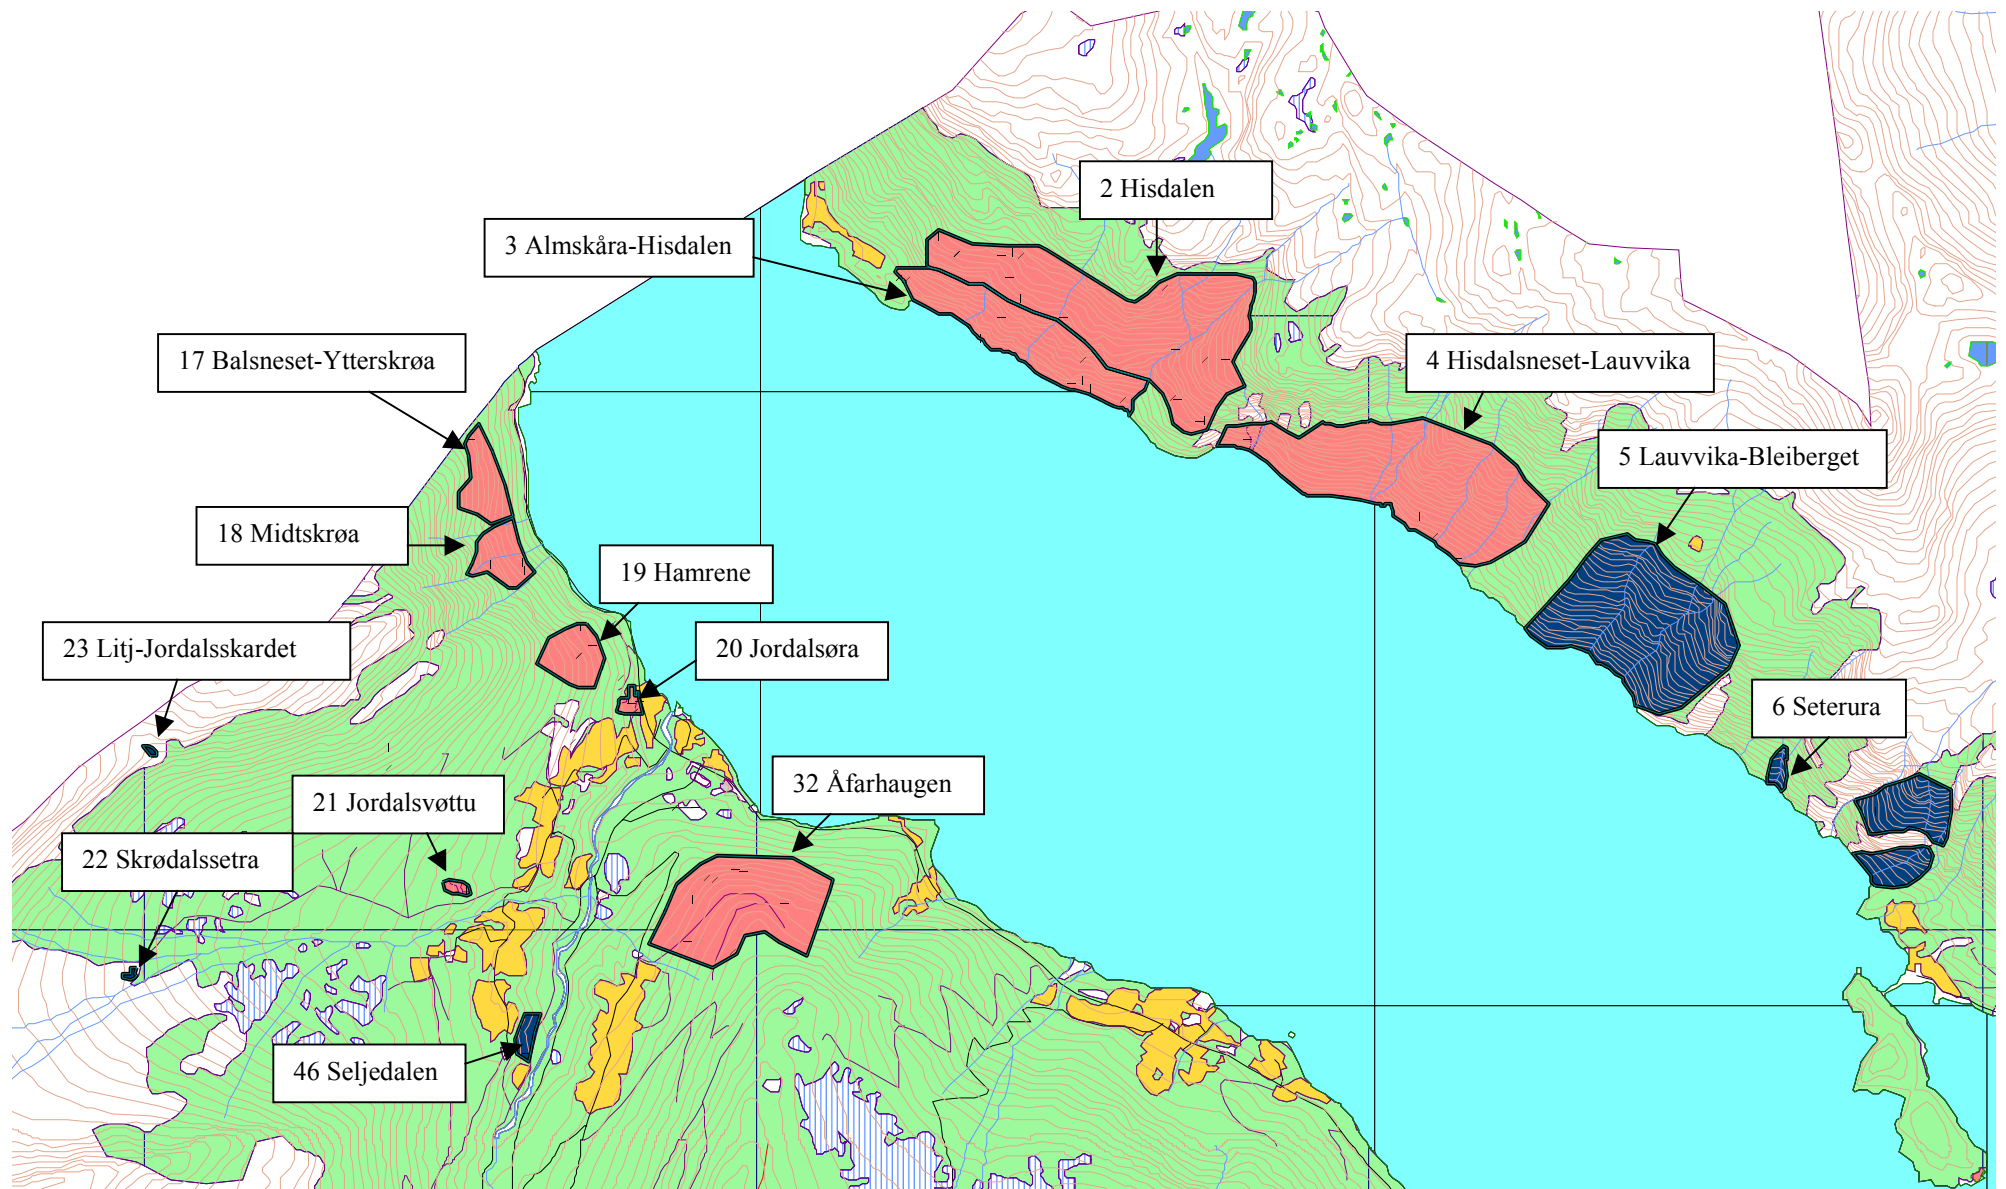 2 Hisdalen
3 Almskåra-Hisdalen
17 Balsneset-Ytterskrøa
4 Hisdalsneset-Lauvvika
5 Lauvvika-Bleiberget
18 Midtskrøa
19 Hamrene
23 Litj-Jordalsskardet
20 Jordalsøra
6 Seterura
21 Jordalsvøttu
32 Åfarhaugen
22 Skrødalssetra
46 Seljedalen